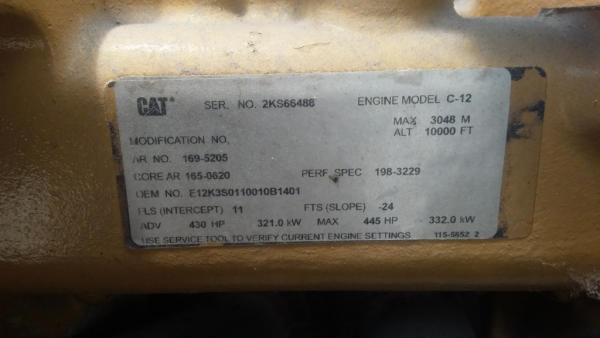 CAT SER. NO. 2KS66488 ENGINE MODEL C-12
MAX 3048 M
MODIFICATION NO. ALT 10000 FT
AR NO. 169-5205
CORE AR 165-0620 PERF SPEC 198-3229
OEM NO. E12K3S0110010B1401
FLS (INTERCEPT) 11 FTS (SLOPE) -24
ADV 430 HP 321.0 kW MAX 445 HP 332.0 kW
USE SERVICE TOOL TO VERIFY CURRENT ENGINE SETTINGS 115-5652 2